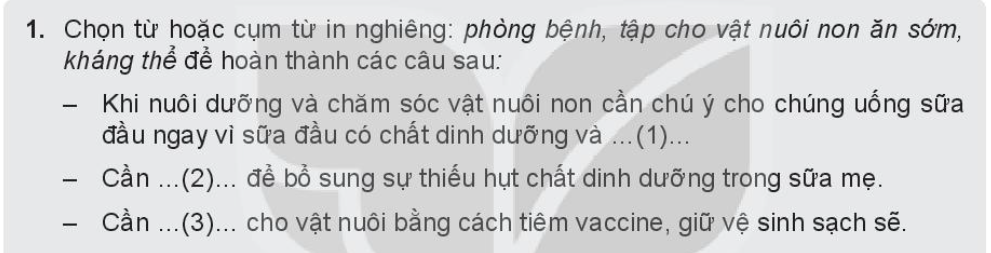 1. Chọn từ hoặc cụm từ in nghiêng: phòng bệnh, tập cho vật nuôi non ăn sớm,
kháng thể để hoàn thành các câu sau:
– Khi nuôi dưỡng và chăm sóc vật nuôi non cần chú ý cho chúng uống sữa
đầu ngay vì sữa đầu có chất dinh dưỡng và ...(1)...
– Cần ...(2)... để bổ sung sự thiếu hụt chất dinh dưỡng trong sữa mẹ.
– Cần ...(3)... cho vật nuôi bằng cách tiêm vaccine, giữ vệ sinh sạch sẽ.